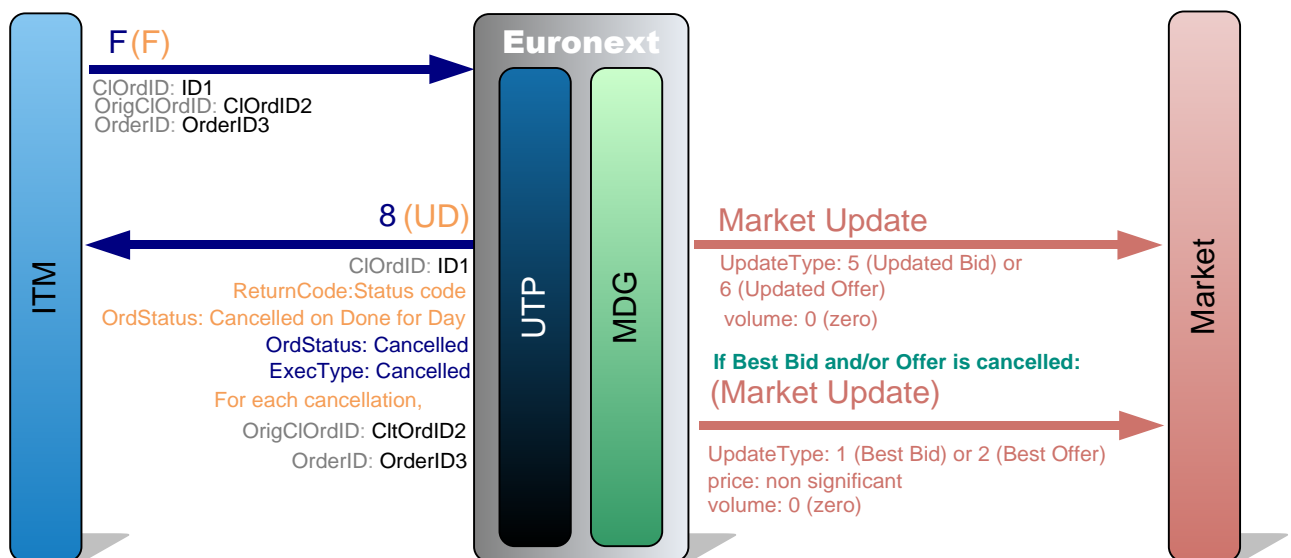 F (F)
Euronext
ClOrdID: ID1
OrigClOrdID: ClOrdID2
OrderID: OrderID3
ITM
UTP
MDG
Market
8 (UD)
ClOrdID: ID1
ReturnCode:Status code
OrdStatus: Cancelled on Done for Day
OrdStatus: Cancelled
ExecType: Cancelled
For each cancellation,
OrigClOrdID: CltOrdID2
OrderID: OrderID3
Market Update
UpdateType: 5 (Updated Bid) or
6 (Updated Offer)
volume: 0 (zero)
If Best Bid and/or Offer is cancelled:
(Market Update)
UpdateType: 1 (Best Bid) or 2 (Best Offer)
price: non significant
volume: 0 (zero)